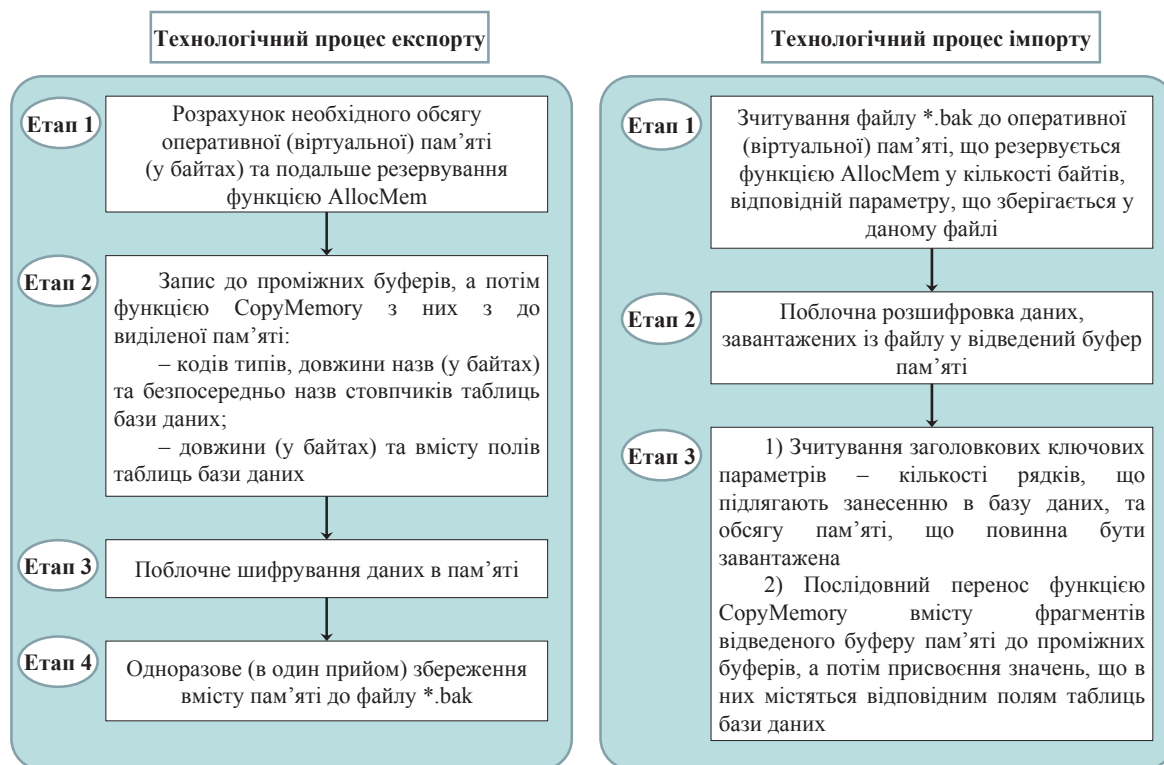 Технологічний процес експорту
Етап 1
Розрахунок необхідного обсягу
оперативної (віртуальної) пам’яті
(у байтах) та подальше резервування
функцією AllocMem
Етап 2
Запис до проміжних буферів, а потім
функцією CopyMemory з них з до
виділеної пам’яті:
– кодів типів, довжини назв (у байтах)
та безпосередньо назв стовпчиків таблиць
бази даних;
– довжини (у байтах) та вмісту полів
таблиць бази даних
Етап 3
Поблочне шифрування даних в пам’яті
Етап 4
Одноразове (в один прийом) збереження
вмісту пам’яті до файлу *.bak
Технологічний процес імпорту
Етап 1
Зчитування файлу *.bak до оперативної
(віртуальної) пам’яті, що резервується
функцією AllocMem у кількості байтів,
відповідній параметру, що зберігається у
даному файлі
Етап 2
Поблочна розшифровка даних,
завантажених із файлу у відведений буфер
пам’яті
Етап 3
1) Зчитування заголовкових ключових
параметрів – кількості рядків, що
підлягають занесенню в базу даних, та
обсягу пам’яті, що повинна бути
завантажена
2) Послідовний перенос функцією
CopyMemory вмісту фрагментів
відведеного буферу пам’яті до проміжних
буферів, а потім присвоєння значень, що в
них містяться відповідним полям таблиць
бази даних